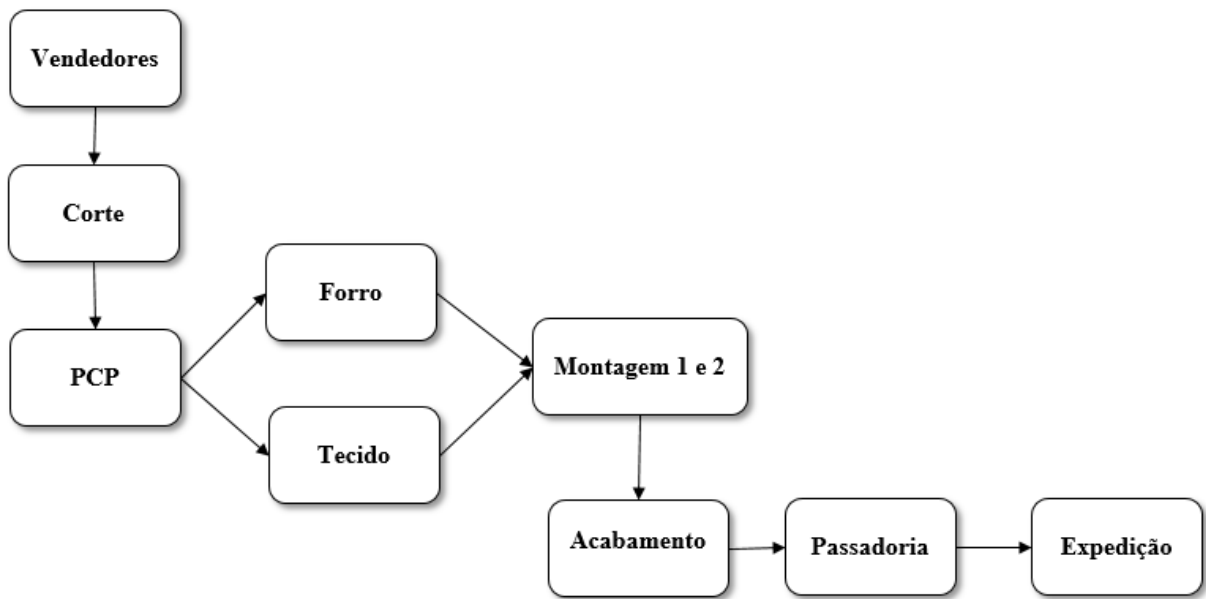 Vendedores
Corte
PCP
Forro
Tecido
Montagem 1 e 2
Acabamento
Passadoria
Expedição